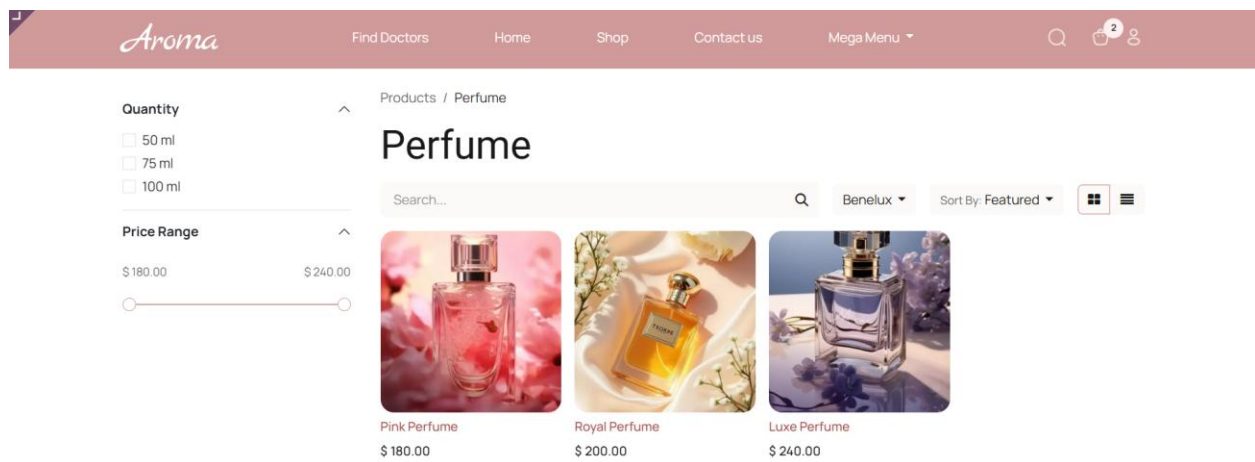 Aroma
Find Doctors
Home
Shop
Contact us
Mega Menu
2
Quantity
50 ml
75 ml
100 ml
Price Range
$ 180.00
$ 240.00
Products / Perfume
Perfume
Search...
Benelux
Sort By: Featured
Pink Perfume
$ 180.00
Royal Perfume
$ 200.00
Luxe Perfume
$ 240.00